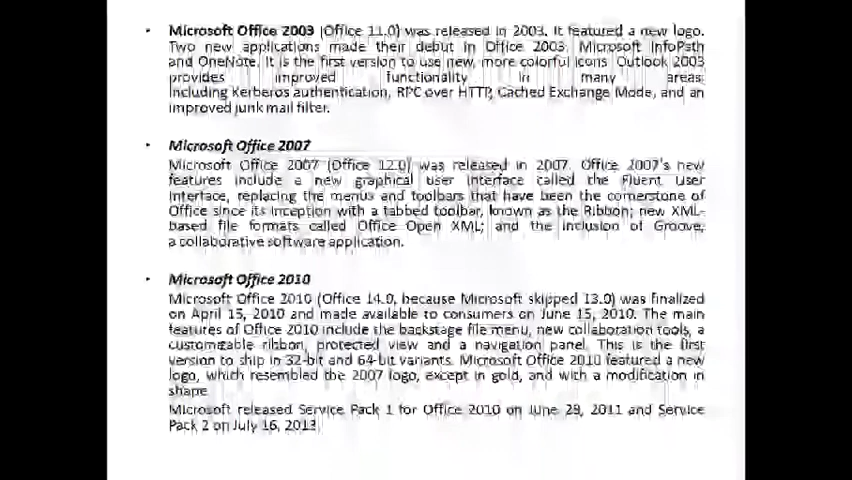 • Microsoft Office 2003 (Office 11.0) was released in 2003. It featured a new logo.
Two new applications made their debut in Office 2003: Microsoft InfoPath
and OneNote. It is the first version to use new, more colorful icons. Outlook 2003
provides improved functionality in many areas,
including Kerberos authentication, RPC over HTTP, Cached Exchange Mode, and an
improved junk mail filter.
• Microsoft Office 2007
Microsoft Office 2007 (Office 12.0) was released in 2007. Office 2007's new
features include a new graphical user interface called the Fluent User
Interface, replacing the menus and toolbars that have been the cornerstone of
Office since its inception with a tabbed toolbar, known as the Ribbon; new XML-
based file formats called Office Open XML; and the inclusion of Groove,
a collaborative software application.
• Microsoft Office 2010
Microsoft Office 2010 (Office 14.0, because Microsoft skipped 13.0) was finalized
on April 15, 2010 and made available to consumers on June 15, 2010. The main
features of Office 2010 include the backstage file menu, new collaboration tools, a
customizable ribbon, protected view and a navigation panel. This is the first
version to ship in 32-bit and 64-bit variants. Microsoft Office 2010 featured a new
logo, which resembled the 2007 logo, except in gold, and with a modification in
shape.
Microsoft released Service Pack 1 for Office 2010 on June 28, 2011 and Service
Pack 2 on July 16, 2013.